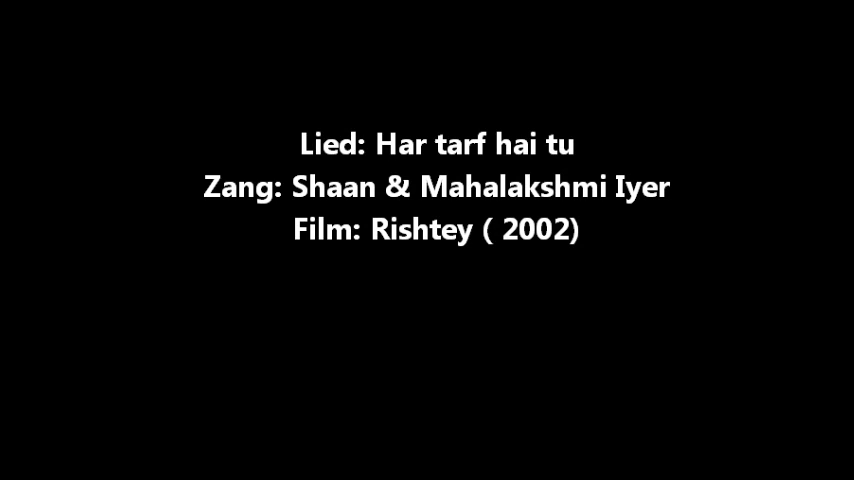 Lied: Har tarf hai tu
Zang: Shaan & Mahalakshmi Iyer
Film: Rishtey ( 2002)